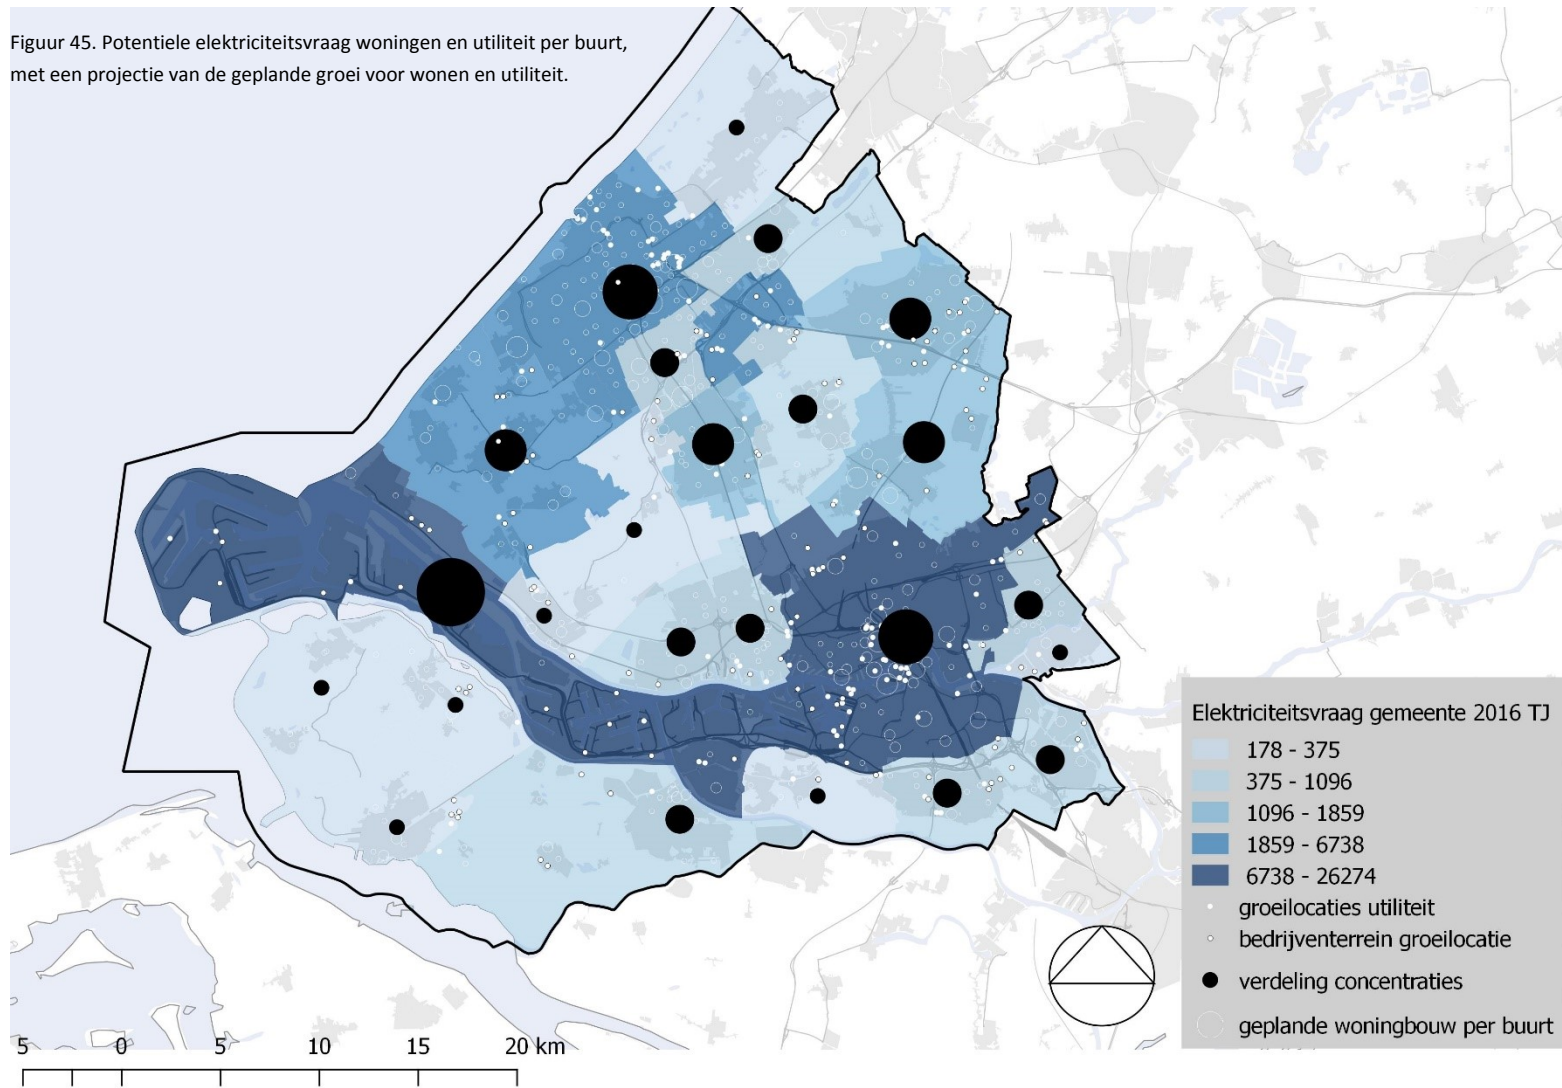 Figuur 45. Potentiele elektriciteitsvraag woningen en utiliteit per buurt,
met een projectie van de geplande groei voor wonen en utiliteit.
Elektriciteitsvraag gemeente 2016 TJ
178 - 375
375 - 1096
1096 - 1859
1859 - 6738
6738 - 26274
groeilocaties utiliteit
bedrijventerrein groeilocatie
verdeling concentraties
geplande woningbouw per buurt
5 0 5 10 15 20 km